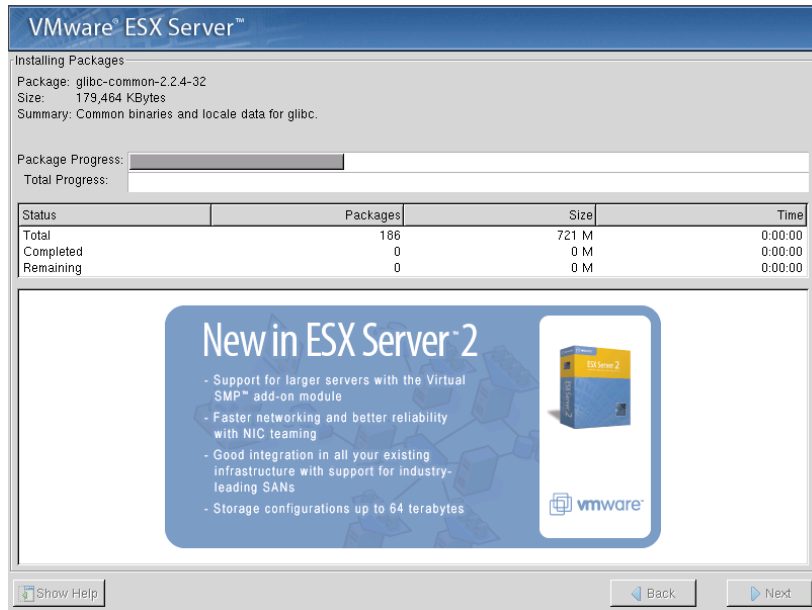 VMware® ESX Server™
Installing Packages
Package: glibc-common-2.2.4-32
Size: 179,464 KBytes
Summary: Common binaries and locale data for glibc.
Package Progress:
Total Progress:
Status Packages Size Time
Total 186 721 M 0:00:00
Completed 0 0 M 0:00:00
Remaining 0 0 M 0:00:00
New in ESX Server™ 2
- Support for larger servers with the Virtual
SMP™ add-on module
- Faster networking and better reliability
with NIC teaming
- Good integration in all your existing
infrastructure with support for industry-
leading SANs
- Storage configurations up to 64 terabytes
ESX Server 2
ESX Server 2
vmware®
Show Help
Back
Next